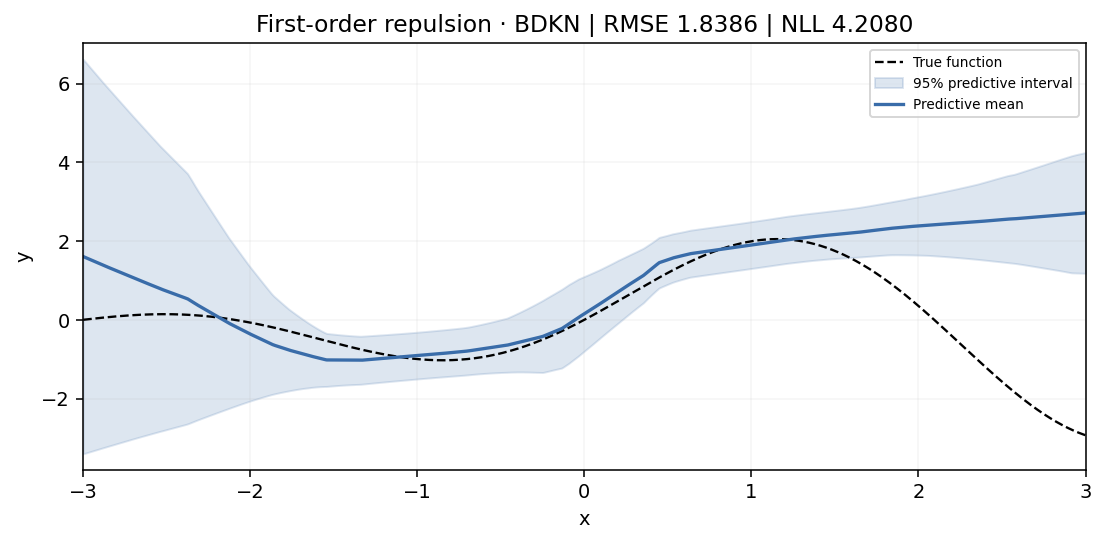 First-order repulsion · BDKN | RMSE 1.8386 | NLL 4.2080
True function
95% predictive interval
Predictive mean
y
6
4
2
0
−2
−3
−2
−1
0
1
2
3
x